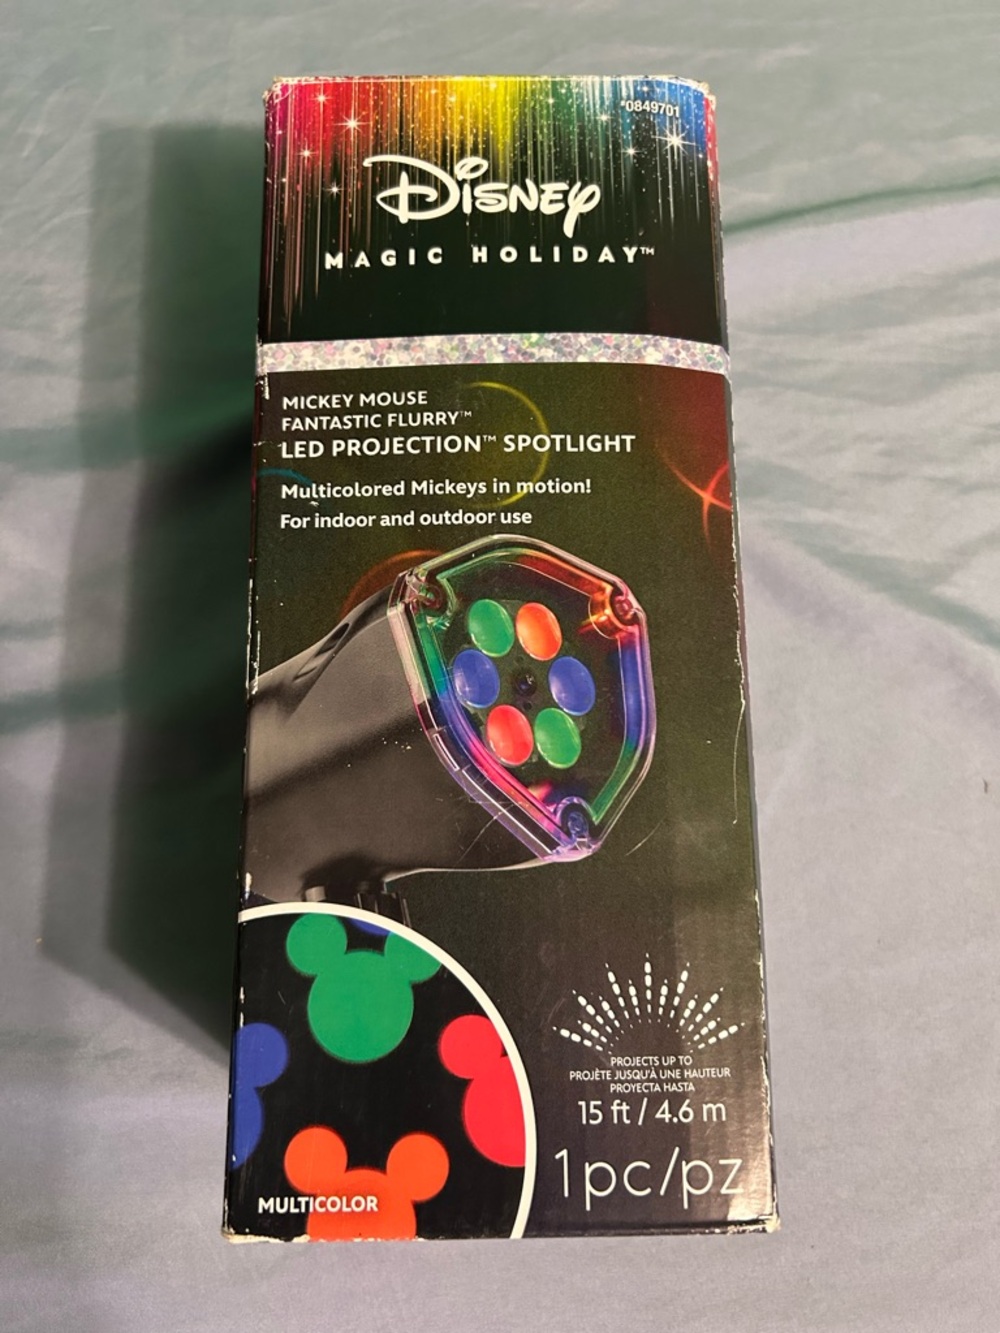 *0849701
DISNEY
MAGIC HOLIDAY™
MICKEY MOUSE
FANTASTIC FLURRY™
LED PROJECTION™ SPOTLIGHT
Multicolored Mickeys in motion!
For indoor and outdoor use
PROJECTS UP TO
PROJÈTE JUSQU'À UNE HAUTEUR
PROYECTA HASTA
15 ft / 4.6 m
1pc/pz
MULTICOLOR